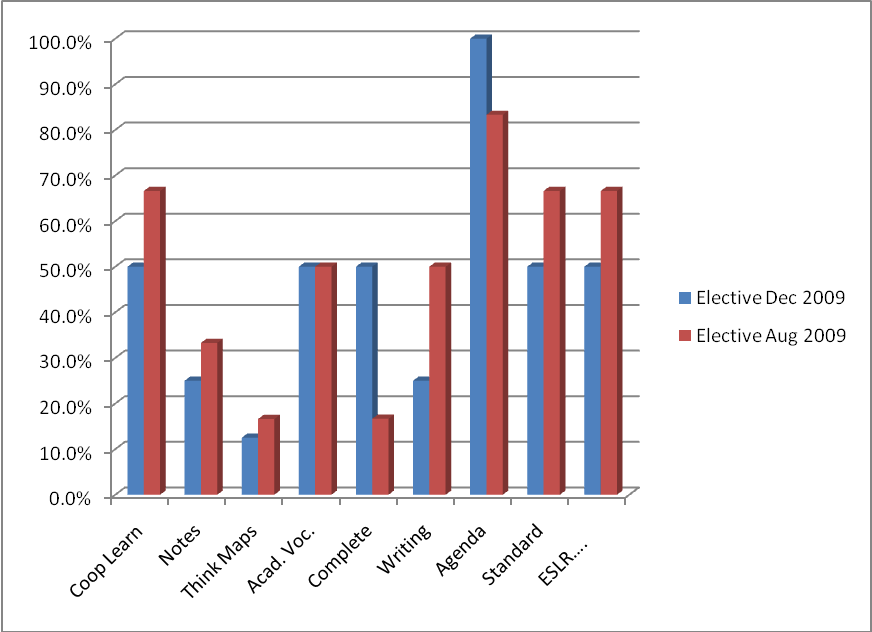 100.0%
90.0%
80.0%
70.0%
60.0%
50.0%
40.0%
30.0%
20.0%
10.0%
0.0%
Coop Learn
Notes
Think Maps
Acad. Voc.
Complete
Writing
Agenda
Standard
ESLR....
Elective Dec 2009
Elective Aug 2009